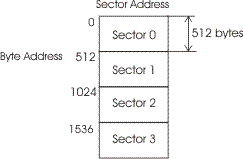 Sector Address
0
Sector 0
512 bytes
Byte Address
512
Sector 1
1024
Sector 2
1536
Sector 3